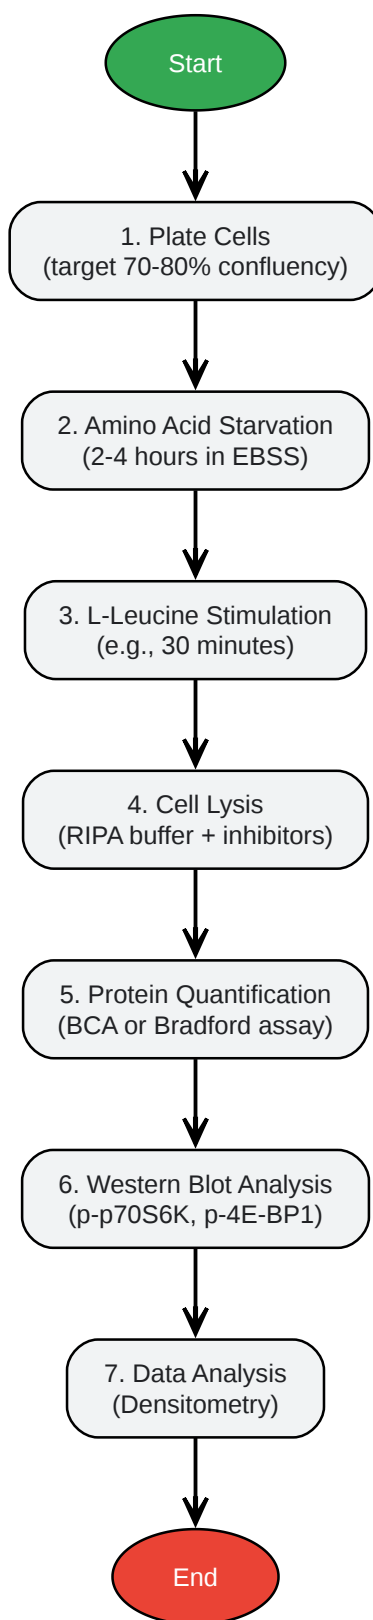 Start
1. Plate Cells
(target 70-80% confluency)
2. Amino Acid Starvation
(2-4 hours in EBSS)
3. L-Leucine Stimulation
(e.g., 30 minutes)
4. Cell Lysis
(RIPA buffer + inhibitors)
5. Protein Quantification
(BCA or Bradford assay)
6. Western Blot Analysis
(p-p70S6K, p-4E-BP1)
7. Data Analysis
(Densitometry)
End